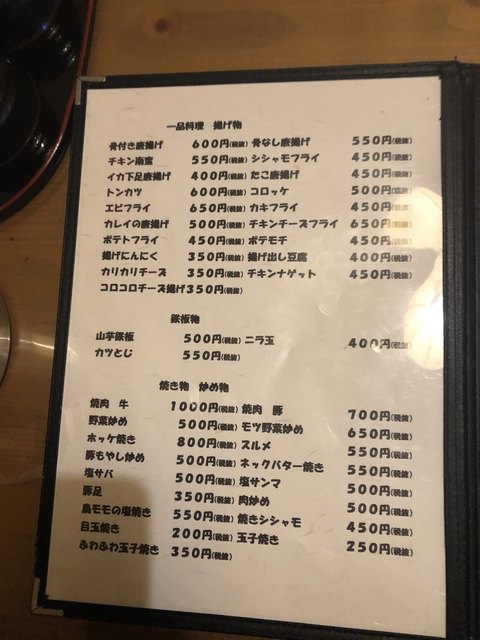 一品料理 揚げ物
骨付き唐揚げ 600円(税抜) 骨なし唐揚げ 550円(税抜)
チキン南蛮 550円(税抜) シシャモフライ 450円(税抜)
イカ下足唐揚げ 400円(税抜) たこ唐揚げ 450円(税抜)
トンカツ 600円(税抜) コロッケ 500円(税抜)
エビフライ 650円(税抜) カキフライ 450円(税抜)
カレイの唐揚げ 500円(税抜) チキンチーズフライ 650円(税抜)
ポテトフライ 450円(税抜) ポテモチ 450円(税抜)
揚げにんにく 350円(税抜) 揚げ出し豆腐 400円(税抜)
カリカリチーズ 350円(税抜) チキンナゲット 450円(税抜)
コロコロチーズ揚げ350円(税抜)
鉄板物
山芋鉄板 500円(税抜) ニラ玉 400円(税抜)
カツとじ 550円(税抜)
焼き物 炒め物
焼肉 牛 1000円(税抜) 焼肉 豚 700円(税抜)
野菜炒め 500円(税抜) モツ野菜炒め 650円(税抜)
ホッケ焼き 800円(税抜) スルメ 550円(税抜)
豚もやし炒め 500円(税抜) ネックバター焼き 550円(税抜)
塩サバ 500円(税抜) 塩サンマ 500円(税抜)
豚足 350円(税抜) 肉炒め 500円(税抜)
鳥モモの塩焼き 550円(税抜) 焼きシシャモ 450円(税抜)
目玉焼き 200円(税抜) 玉子焼き 250円(税抜)
ふわふわ玉子焼き 350円(税抜)